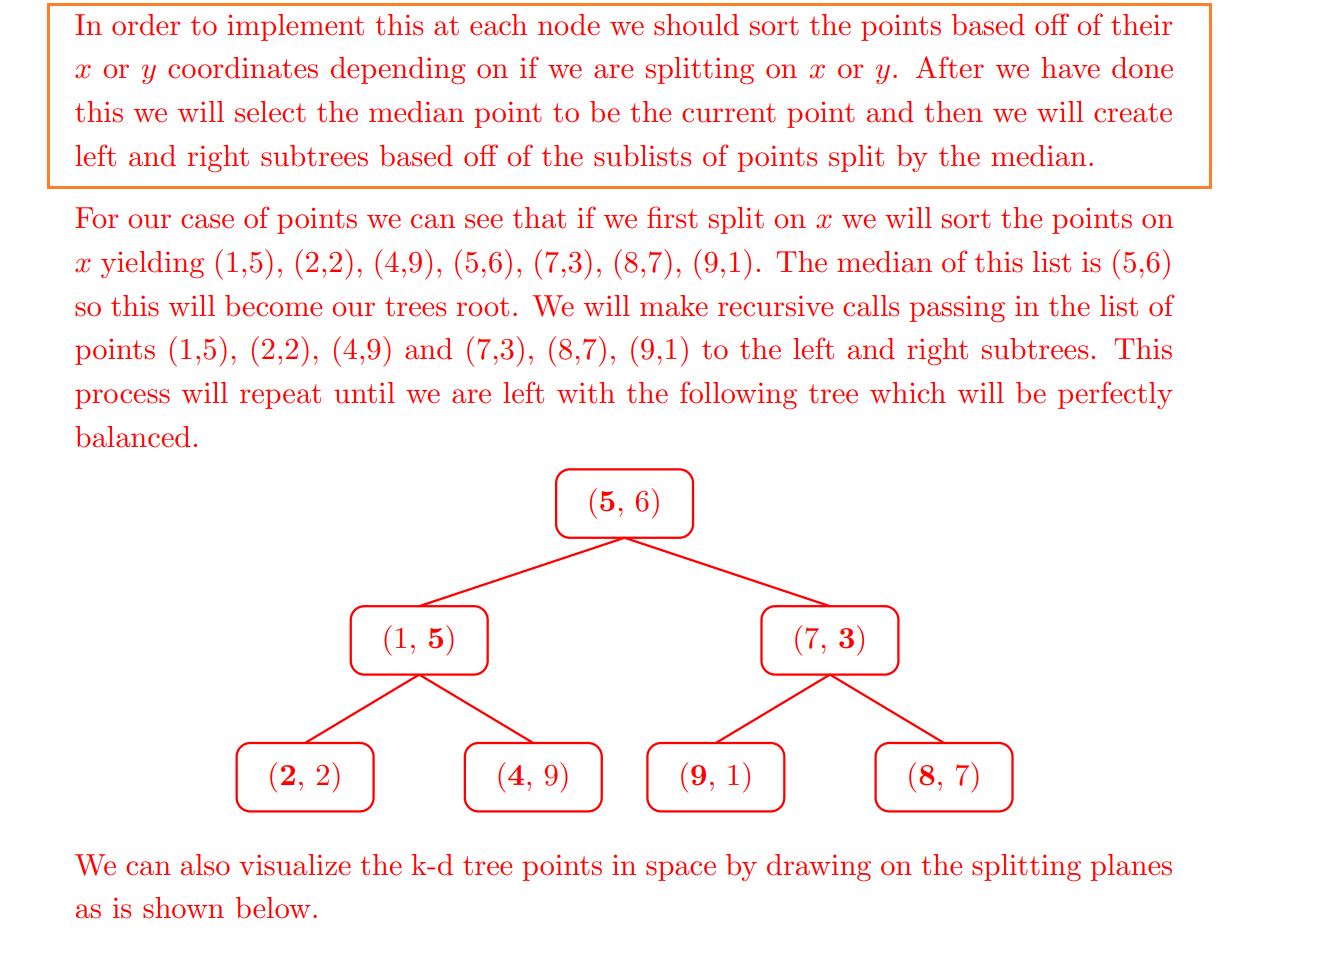 In order to implement this at each node we should sort the points based off of their
x or y coordinates depending on if we are splitting on x or y. After we have done
this we will select the median point to be the current point and then we will create
left and right subtrees based off of the sublists of points split by the median.
For our case of points we can see that if we first split on x we will sort the points on
x yielding (1,5), (2,2), (4,9), (5,6), (7,3), (8,7), (9,1). The median of this list is (5,6)
so this will become our trees root. We will make recursive calls passing in the list of
points (1,5), (2,2), (4,9) and (7,3), (8,7), (9,1) to the left and right subtrees. This
process will repeat until we are left with the following tree which will be perfectly
balanced.
(5, 6)
(1, 5)
(7, 3)
(2, 2)
(4, 9)
(9, 1)
(8, 7)
We can also visualize the k-d tree points in space by drawing on the splitting planes
as is shown below.